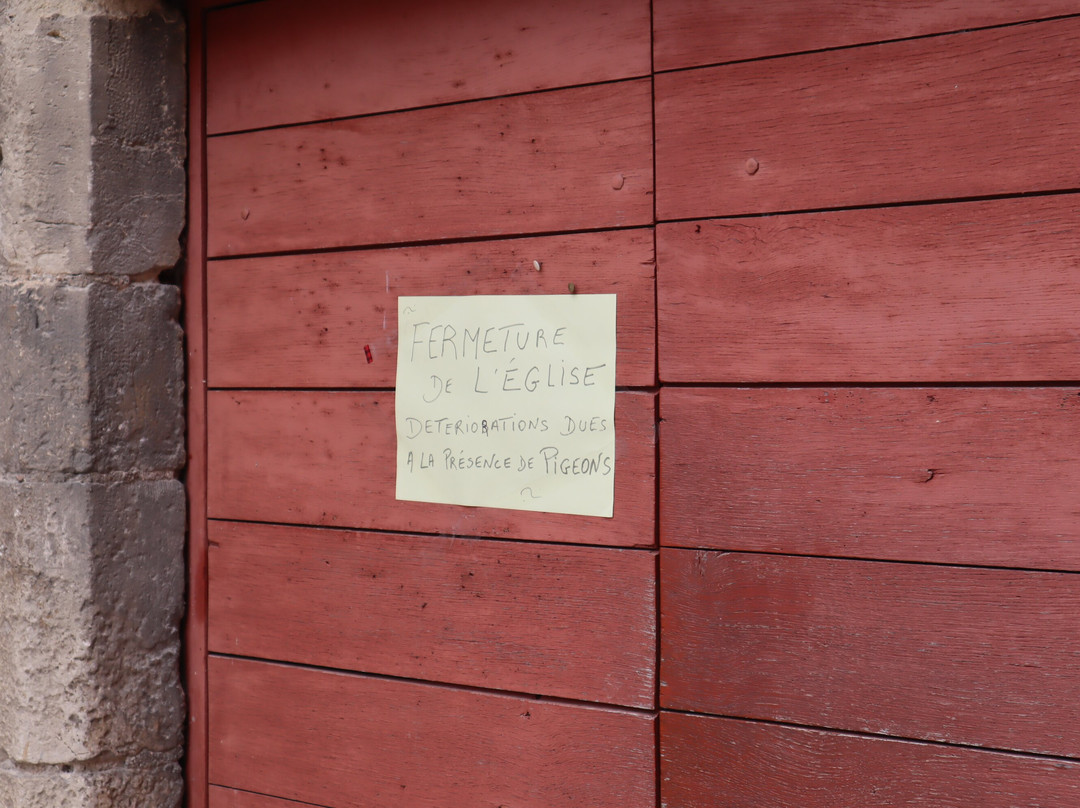 FERMETURE
DE L'ÉGLISE
DETERIORATIONS DUES
A LA PRÉSENCE DE PIGEONS